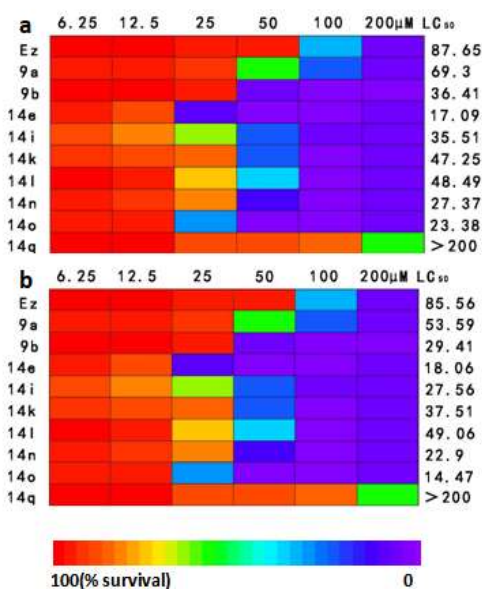 a 6.25 12.5 25 50 100 200μM LC₅₀
Ez 87.65
9a 69.3
9b 36.41
14e 17.09
14i 35.51
14k 47.25
14l 48.49
14n 27.37
14o 23.38
14q >200
b 6.25 12.5 25 50 100 200μM LC₅₀
Ez 85.56
9a 53.59
9b 29.41
14e 18.06
14i 27.56
14k 37.51
14l 49.06
14n 22.9
14o 14.47
14q >200
100(% survival) 0